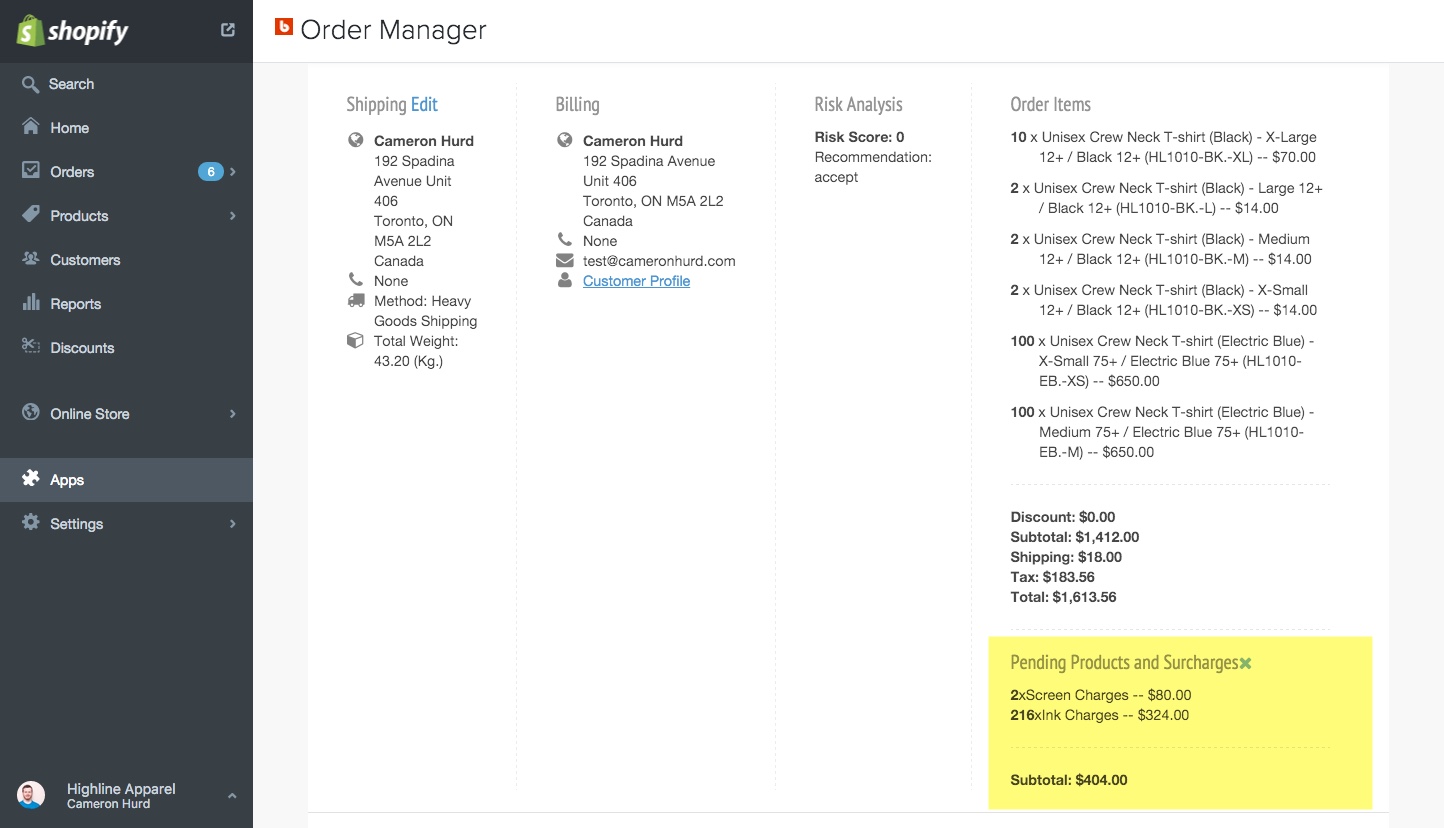 shopify
Search
Home
Orders 6
Products
Customers
Reports
Discounts
Online Store
Apps
Settings
Highline Apparel
Cameron Hurd
b Order Manager
Shipping Edit
Cameron Hurd
192 Spadina
Avenue Unit
406
Toronto, ON
M5A 2L2
Canada
None
Method: Heavy
Goods Shipping
Total Weight:
43.20 (Kg.)
Billing
Cameron Hurd
192 Spadina Avenue
Unit 406
Toronto, ON M5A 2L2
Canada
None
test@cameronhurd.com
Customer Profile
Risk Analysis
Risk Score: 0
Recommendation:
accept
Order Items
10 x Unisex Crew Neck T-shirt (Black) - X-Large
12+ / Black 12+ (HL1010-BK.-XL) -- $70.00
2 x Unisex Crew Neck T-shirt (Black) - Large 12+
/ Black 12+ (HL1010-BK.-L) -- $14.00
2 x Unisex Crew Neck T-shirt (Black) - Medium
12+ / Black 12+ (HL1010-BK.-M) -- $14.00
2 x Unisex Crew Neck T-shirt (Black) - X-Small
12+ / Black 12+ (HL1010-BK.-XS) -- $14.00
100 x Unisex Crew Neck T-shirt (Electric Blue) -
X-Small 75+ / Electric Blue 75+ (HL1010-
EB.-XS) -- $650.00
100 x Unisex Crew Neck T-shirt (Electric Blue) -
Medium 75+ / Electric Blue 75+ (HL1010-
EB.-M) -- $650.00
Discount: $0.00
Subtotal: $1,412.00
Shipping: $18.00
Tax: $183.56
Total: $1,613.56
Pending Products and Surcharges
2xScreen Charges -- $80.00
216xInk Charges -- $324.00
Subtotal: $404.00